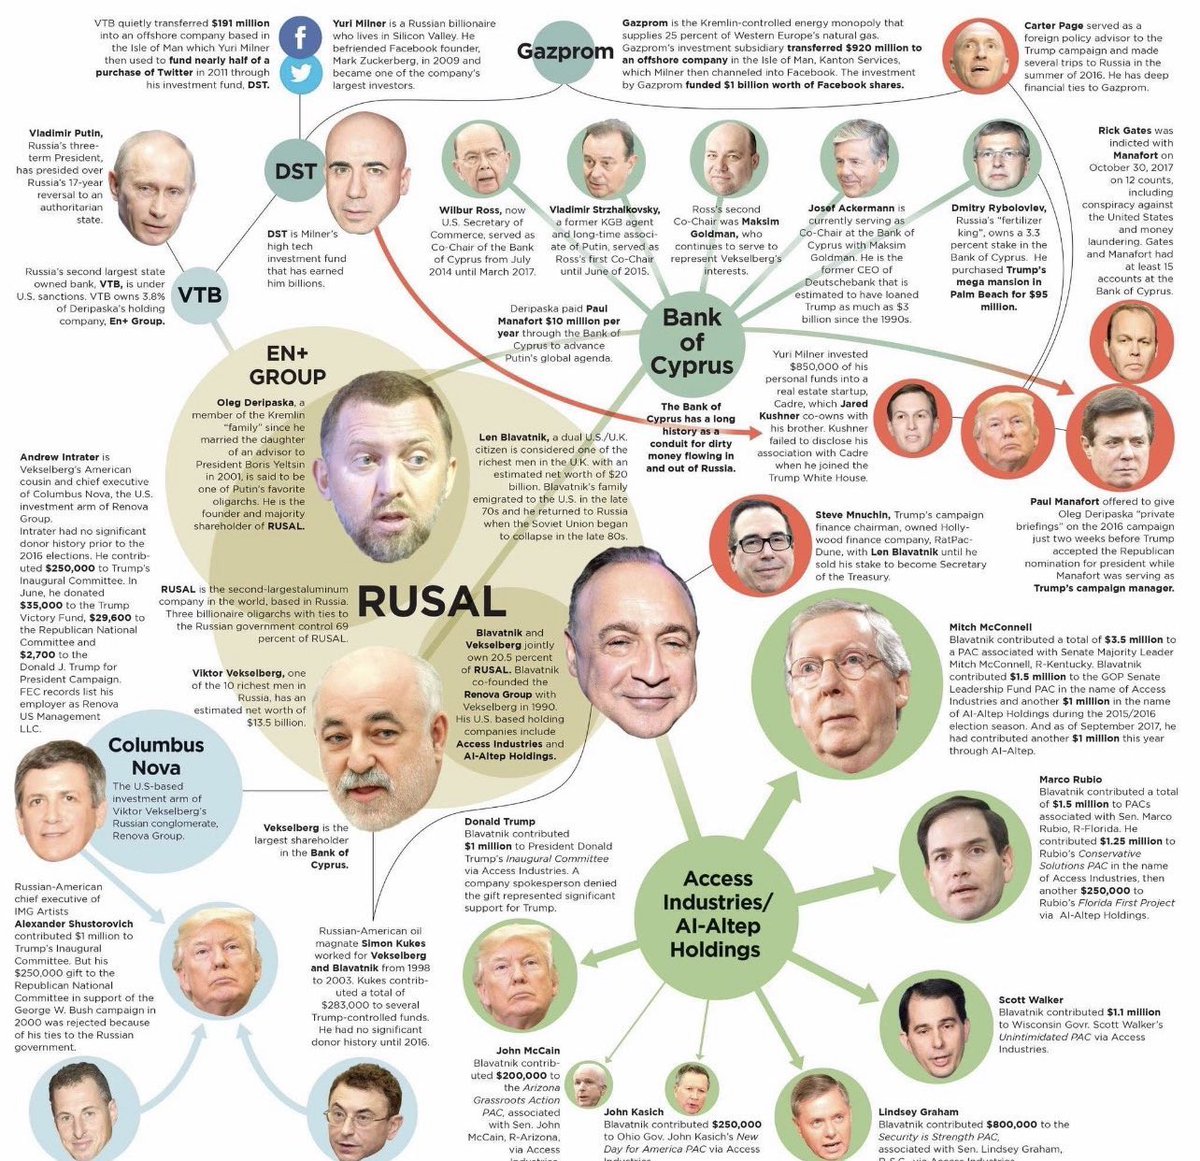 VTB quietly transferred $191 million
into an offshore company based in
the Isle of Man which Yuri Milner
then used to fund nearly half of a
purchase of Twitter in 2011 through
his investment fund, DST.
f
Yuri Milner is a Russian billionaire
who lives in Silicon Valley. He
befriended Facebook founder,
Mark Zuckerberg, in 2009 and
became one of the company's
largest investors.
Gazprom
Gazprom is the Kremlin-controlled energy monopoly that
supplies 25 percent of Western Europe's natural gas.
Gazprom's investment subsidiary transferred $920 million to
an offshore company in the Isle of Man, Kanton Services,
which Milner then channeled into Facebook. The investment
by Gazprom funded $1 billion worth of Facebook shares.
Carter Page served as a
foreign policy advisor to the
Trump campaign and made
several trips to Russia in the
summer of 2016. He has deep
financial ties to Gazprom.
Vladimir Putin,
Russia's three-
term President,
has presided over
Russia's 17-year
reversal to an
authoritarian
state.
DST
DST is Milner's
high tech
investment fund
that has earned
him billions.
Wilbur Ross, now
U.S. Secretary of
Commerce, served as
Co-Chair of the Bank
of Cyprus from July
2014 until March 2017.
Vladimir Strzhalkovsky,
a former KGB agent
and long-time associ-
ate of Putin, served as
Ross's first Co-Chair
until June of 2015.
Ross's second
Co-Chair was Maksim
Goldman, who
continues to serve to
represent Vekselberg's
interests.
Josef Ackermann is
currently serving as
Co-Chair at the Bank
of Cyprus with Maksim
Goldman. He is the
former CEO of
Deutschebank that is
estimated to have loaned
Trump as much as $3
billion since the 1990s.
Dmitry Rybolovlev,
Russia's "fertilizer
king", owns a 3.3
percent stake in the
Bank of Cyprus. He
purchased Trump's
mega mansion in
Palm Beach for $95
million.
Rick Gates was
indicted with
Manafort on
October 30, 2017
on 12 counts,
including
conspiracy against
the United States
and money
laundering. Gates
and Manafort had
at least 15
accounts at the
Bank of Cyprus.
Russia's second largest state
owned bank, VTB, is under
U.S. sanctions. VTB owns 3.8%
of Deripaska's holding
company, En+ Group.
VTB
Deripaska paid Paul
Manafort $10 million per
year through the Bank of
Cyprus to advance
Putin's global agenda.
Bank
of
Cyprus
The Bank of
Cyprus has a long
history as a
conduit for dirty
money flowing in
and out of Russia.
Yuri Milner invested
$850,000 of his
personal funds into a
real estate startup,
Cadre, which Jared
Kushner co-owns with
his brother. Kushner
failed to disclose his
association with Cadre
when he joined the
Trump White House.
EN+
GROUP
Oleg Deripaska, a
member of the Kremlin
"family" since he
married the daughter
of an advisor to
President Boris Yeltsin
in 2001, is said to be
one of Putin's favorite
oligarchs. He is the
founder and majority
shareholder of RUSAL.
Len Blavatnik, a dual U.S./U.K.
citizen is considered one of the
richest men in the U.K. with an
estimated net worth of $20
billion. Blavatnik's family
emigrated to the U.S. in the late
70s and he returned to Russia
when the Soviet Union began
to collapse in the late 80s.
Andrew Intrater is
Vekselberg's American
cousin and chief executive
of Columbus Nova, the U.S.
investment arm of Renova
Group.
Intrater had no significant
donor history prior to the
2016 elections. He contrib-
uted $250,000 to Trump's
Inaugural Committee. In
June, he donated
$35,000 to the Trump
Victory Fund, $29,600 to
the Republican National
Committee and
$2,700 to the
Donald J. Trump for
President Campaign.
FEC records list his
employer as Renova
US Management
LLC.
Steve Mnuchin, Trump's campaign
finance chairman, owned Holly-
wood finance company, RatPac-
Dune, with Len Blavatnik until he
sold his stake to become Secretary
of the Treasury.
Paul Manafort offered to give
Oleg Deripaska "private
briefings" on the 2016 campaign
just two weeks before Trump
accepted the Republican
nomination for president while
Manafort was serving as
Trump's campaign manager.
RUSAL is the second-largestaluminum
company in the world, based in Russia.
Three billionaire oligarchs with ties to
the Russian government control 69
percent of RUSAL.
RUSAL
Blavatnik and
Vekselberg jointly
own 20.5 percent
of RUSAL. Blavatnik
co-founded the
Renova Group with
Vekselberg in 1990.
His U.S. based holding
companies include
Access Industries and
AI-Altep Holdings.
Viktor Vekselberg, one
of the 10 richest men in
Russia, has an
estimated net worth of
$13.5 billion.
Mitch McConnell
Blavatnik contributed a total of $3.5 million to
a PAC associated with Senate Majority Leader
Mitch McConnell, R-Kentucky. Blavatnik
contributed $1.5 million to the GOP Senate
Leadership Fund PAC in the name of Access
Industries and another $1 million in the name
of AI-Altep Holdings during the 2015/2016
election season. And as of September 2017, he
had contributed another $1 million this year
through AI-Altep.
Columbus
Nova
The U.S-based
investment arm of
Viktor Vekselberg's
Russian conglomerate,
Renova Group.
Vekselberg is the
largest shareholder
in the Bank of
Cyprus.
Donald Trump
Blavatnik contributed
$1 million to President Donald
Trump's Inaugural Committee
via Access Industries. A
company spokesperson denied
the gift represented significant
support for Trump.
Marco Rubio
Blavatnik contributed a total
of $1.5 million to PACs
associated with Sen. Marco
Rubio, R-Florida. He
contributed $1.25 million to
Rubio's Conservative
Solutions PAC in the name
of Access Industries, then
another $250,000 to
Rubio's Florida First Project
via AI-Altep Holdings.
Access
Industries/
AI-Altep
Holdings
Russian-American
chief executive of
IMG Artists
Alexander Shustorovich
contributed $1 million to
Trump's Inaugural
Committee. But his
$250,000 gift to the
Republican National
Committee in support of the
George W. Bush campaign in
2000 was rejected because
of his ties to the Russian
government.
Russian-American oil
magnate Simon Kukes
worked for Vekselberg
and Blavatnik from 1998
to 2003. Kukes contrib-
uted a total of
$283,000 to several
Trump-controlled funds.
He had no significant
donor history until 2016.
Scott Walker
Blavatnik contributed $1.1 million
to Wisconsin Govr. Scott Walker's
Unintimidated PAC via Access
Industries.
John McCain
Blavatnik contrib-
uted $200,000 to
the Arizona
Grassroots Action
PAC, associated
with Sen. John
McCain, R-Arizona,
via Access
John Kasich
Blavatnik contributed $250,000
to Ohio Gov. John Kasich's New
Day for America PAC via Access
Lindsey Graham
Blavatnik contributed $800,000 to the
Security is Strength PAC,
associated with Sen. Lindsey Graham,